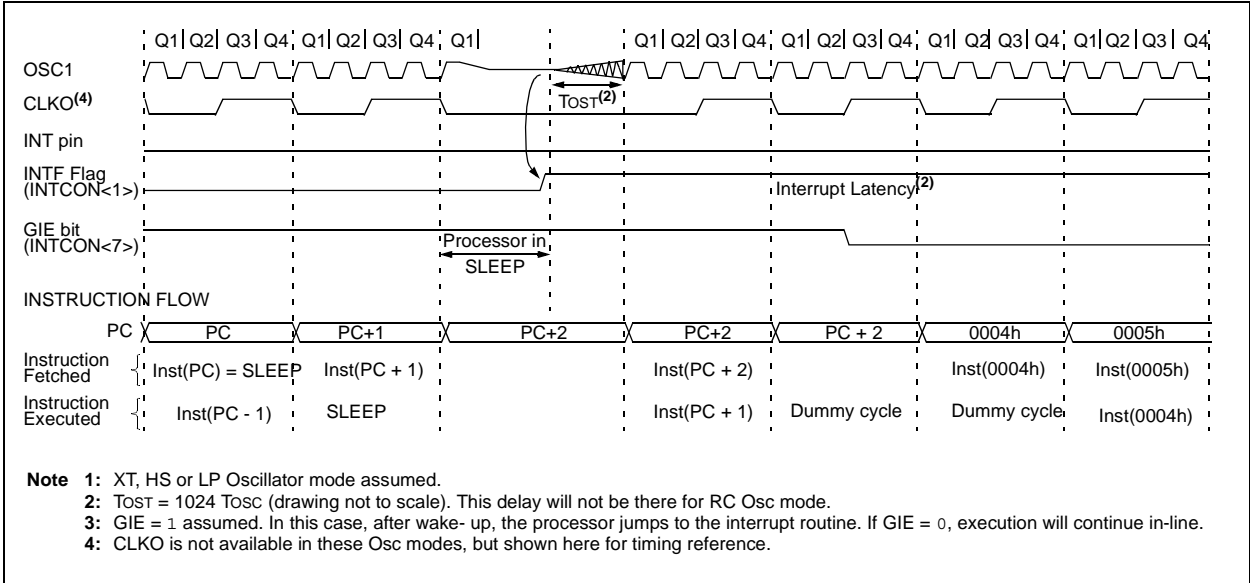 Q1 Q2 Q3 Q4 Q1 Q2 Q3 Q4 Q1 Q1 Q2 Q3 Q4 Q1 Q2 Q3 Q4 Q1 Q2 Q3 Q4 Q1 Q2 Q3 Q4
OSC1
CLKO(4)
TOST(2)
INT pin
INTF Flag
(INTCON<1>)
Interrupt Latency(2)
GIE bit
(INTCON<7>)
Processor in
SLEEP
INSTRUCTION FLOW
PC PC PC+1 PC+2 PC+2 PC + 2 0004h 0005h
Instruction
Fetched
Inst(PC) = SLEEP Inst(PC + 1) Inst(PC + 2) Inst(0004h) Inst(0005h)
Instruction
Executed
Inst(PC - 1) SLEEP Inst(PC + 1) Dummy cycle Dummy cycle Inst(0004h)
Note 1: XT, HS or LP Oscillator mode assumed.
2: TOST = 1024 TOSC (drawing not to scale). This delay will not be there for RC Osc mode.
3: GIE = 1 assumed. In this case, after wake- up, the processor jumps to the interrupt routine. If GIE = 0, execution will continue in-line.
4: CLKO is not available in these Osc modes, but shown here for timing reference.